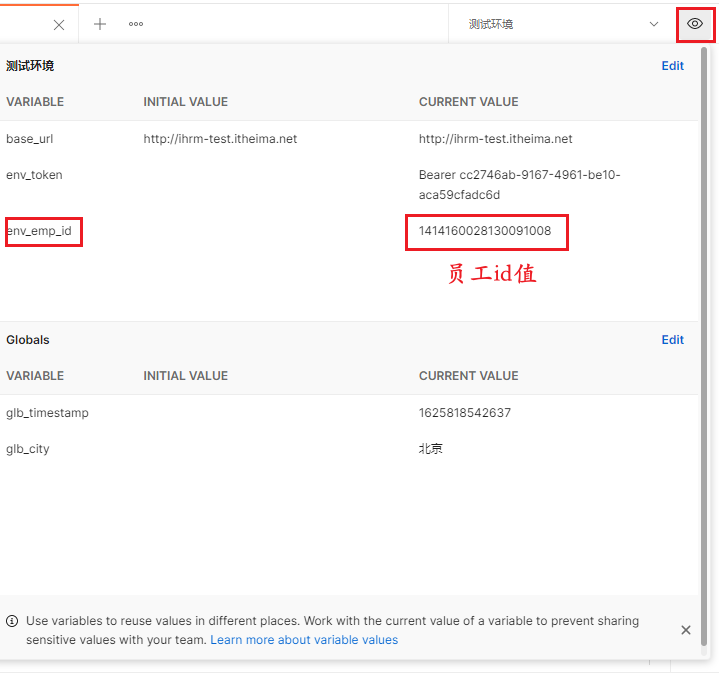 测试环境
测试环境 Edit
VARIABLE INITIAL VALUE CURRENT VALUE
base_url http://ihrm-test.itheima.net http://ihrm-test.itheima.net
env_token Bearer cc2746ab-9167-4961-be10-
aca59cfadc6d
env_emp_id 1414160028130091008
员工id值
Globals Edit
VARIABLE INITIAL VALUE CURRENT VALUE
glb_timestamp 1625818542637
glb_city 北京
Use variables to reuse values in different places. Work with the current value of a variable to prevent sharing
sensitive values with your team. Learn more about variable values